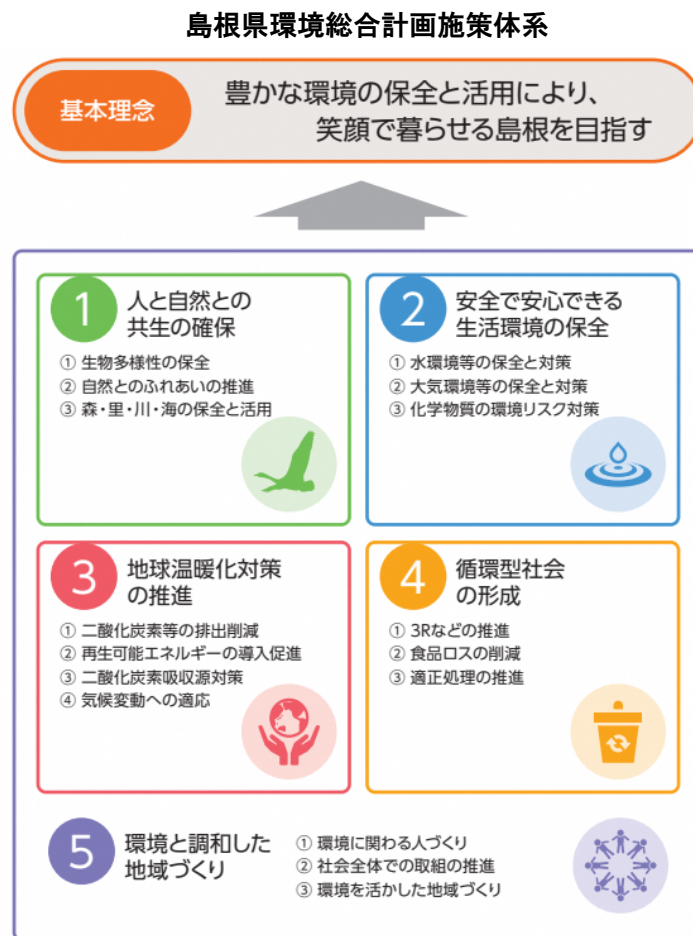 島根県環境総合計画施策体系
基本理念
豊かな環境の保全と活用により、
笑顔で暮らせる島根を目指す
1
人と自然との
共生の確保
① 生物多様性の保全
② 自然とのふれあいの推進
③ 森・里・川・海の保全と活用
2
安全で安心できる
生活環境の保全
① 水環境等の保全と対策
② 大気環境等の保全と対策
③ 化学物質の環境リスク対策
3
地球温暖化対策
の推進
① 二酸化炭素等の排出削減
② 再生可能エネルギーの導入促進
③ 二酸化炭素吸収源対策
④ 気候変動への適応
4
循環型社会
の形成
① 3Rなどの推進
② 食品ロスの削減
③ 適正処理の推進
5
環境と調和した
地域づくり
① 環境に関わる人づくり
② 社会全体での取組の推進
③ 環境を活かした地域づくり